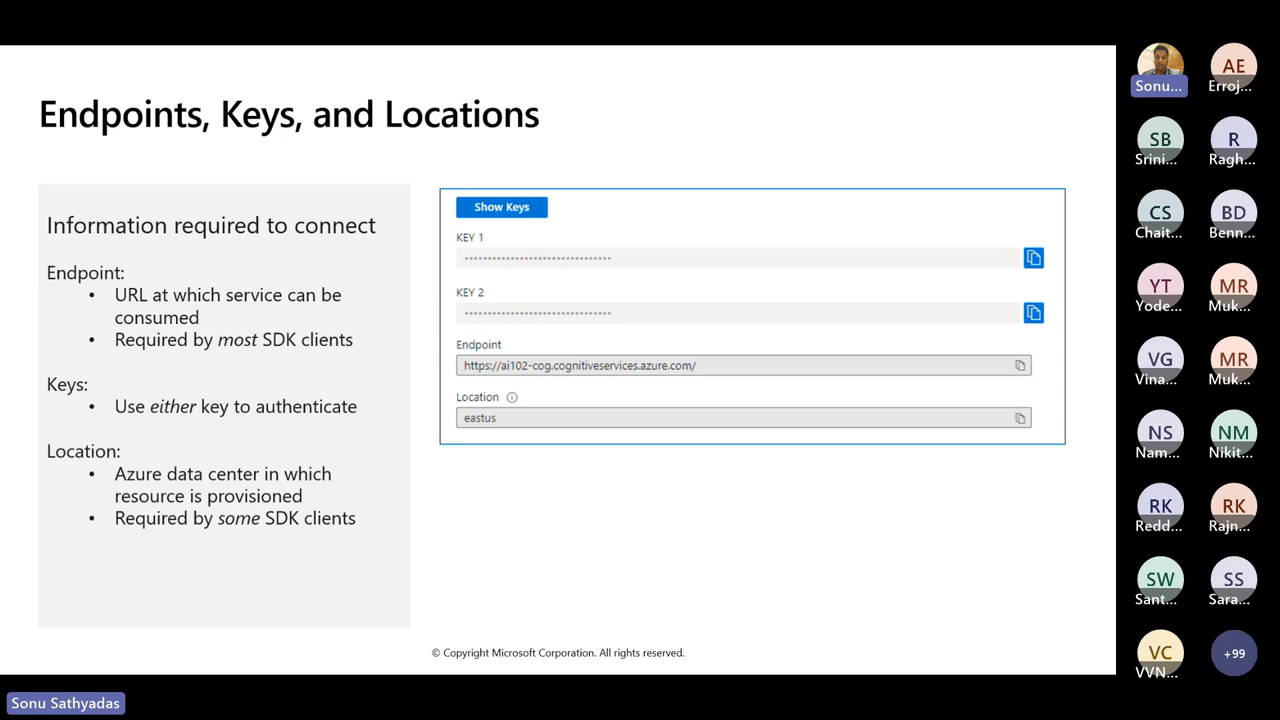 Endpoints, Keys, and Locations
Information required to connect
Endpoint:
• URL at which service can be
consumed
• Required by most SDK clients
Keys:
• Use either key to authenticate
Location:
• Azure data center in which
resource is provisioned
• Required by some SDK clients
Show Keys
KEY 1
KEY 2
Endpoint
https://ai102-cog.cognitiveservices.azure.com/
Location
eastus
© Copyright Microsoft Corporation. All rights reserved.
Sonu...
AE
Erroj...
SB
Srini...
R
Ragh...
CS
Chait...
BD
Benn...
YT
Yode...
MR
Muk...
VG
Vina...
MR
Muk...
NS
Nam...
NM
Nikit...
RK
Redd...
RK
Rajn...
SW
Sant...
SS
Sara...
VC
VVN...
+99
Sonu Sathyadas